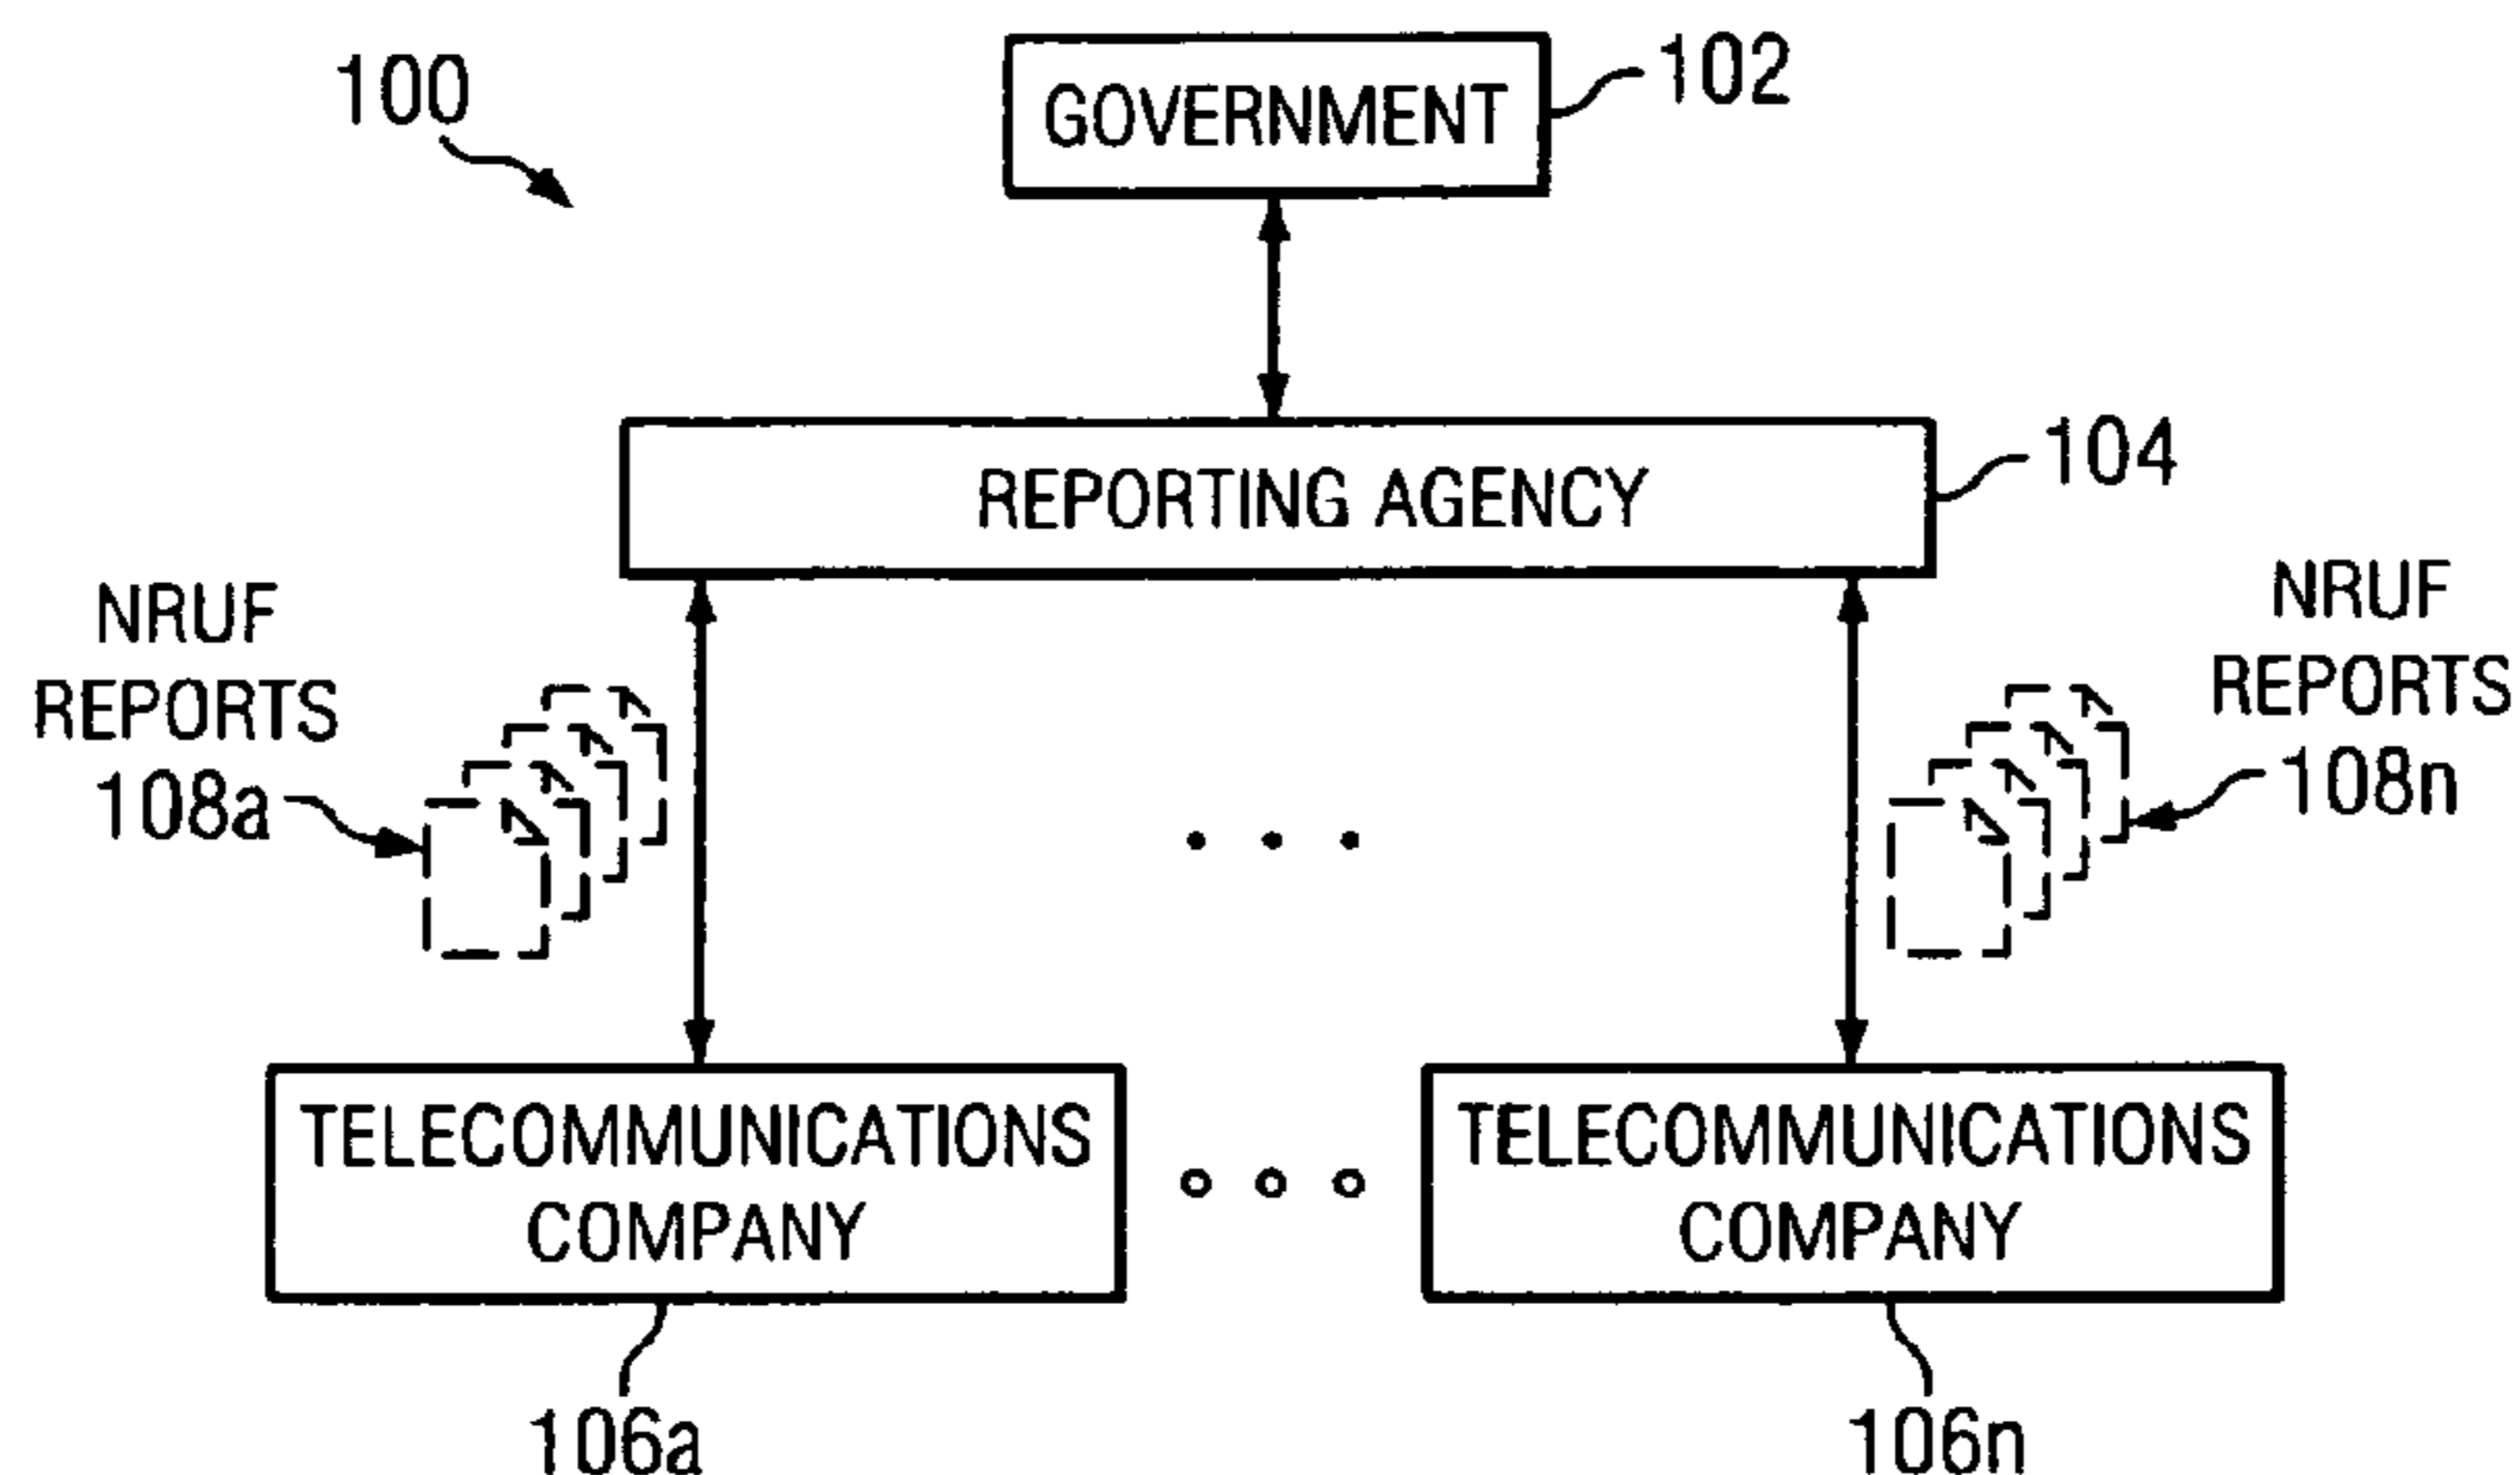 100
GOVERNMENT
102
REPORTING AGENCY
104
NRUF
REPORTS
108a
NRUF
REPORTS
108n
TELECOMMUNICATIONS
COMPANY
TELECOMMUNICATIONS
COMPANY
106a
106n